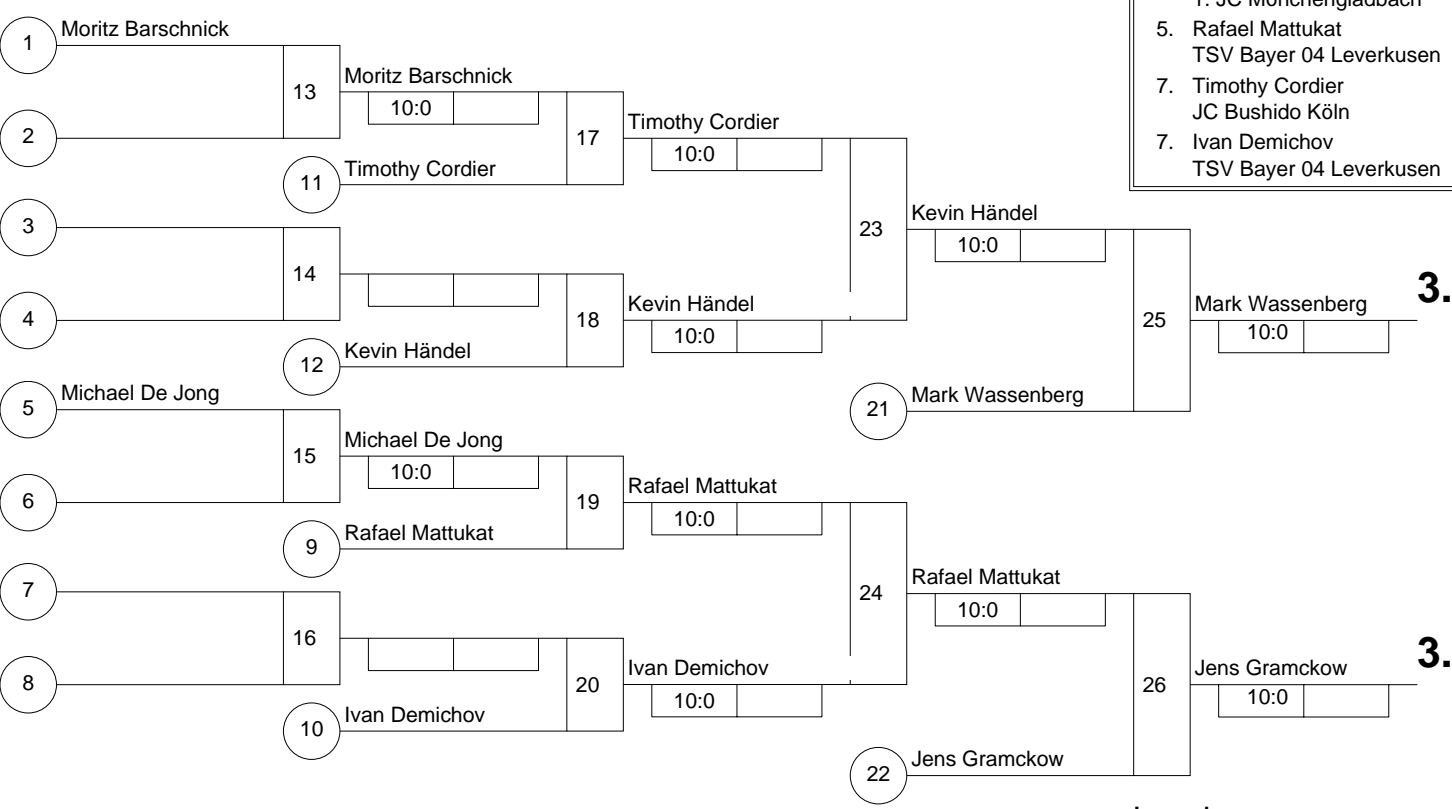 1. JC Mönchengladbach
5. Rafael Mattukat
TSV Bayer 04 Leverkusen
7. Timothy Cordier
JC Bushido Köln
7. Ivan Demichov
TSV Bayer 04 Leverkusen
1 Moritz Barschnick
13
Moritz Barschnick
10:0
2
17
Timothy Cordier
10:0
11 Timothy Cordier
3
14
23
Kevin Händel
10:0
4
18
Kevin Händel
10:0
12 Kevin Händel
25
Mark Wassenberg
10:0
3.
5 Michael De Jong
21 Mark Wassenberg
15
Michael De Jong
10:0
6
19
Rafael Mattukat
10:0
9 Rafael Mattukat
7
16
24
Rafael Mattukat
10:0
8
20
Ivan Demichov
10:0
10 Ivan Demichov
26
Jens Gramckow
10:0
3.
22 Jens Gramckow